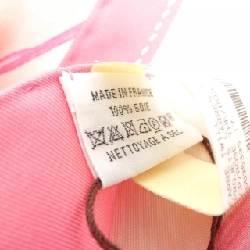 MADE IN FRANCE
100% SOIE
NETTOYAGE A SEC